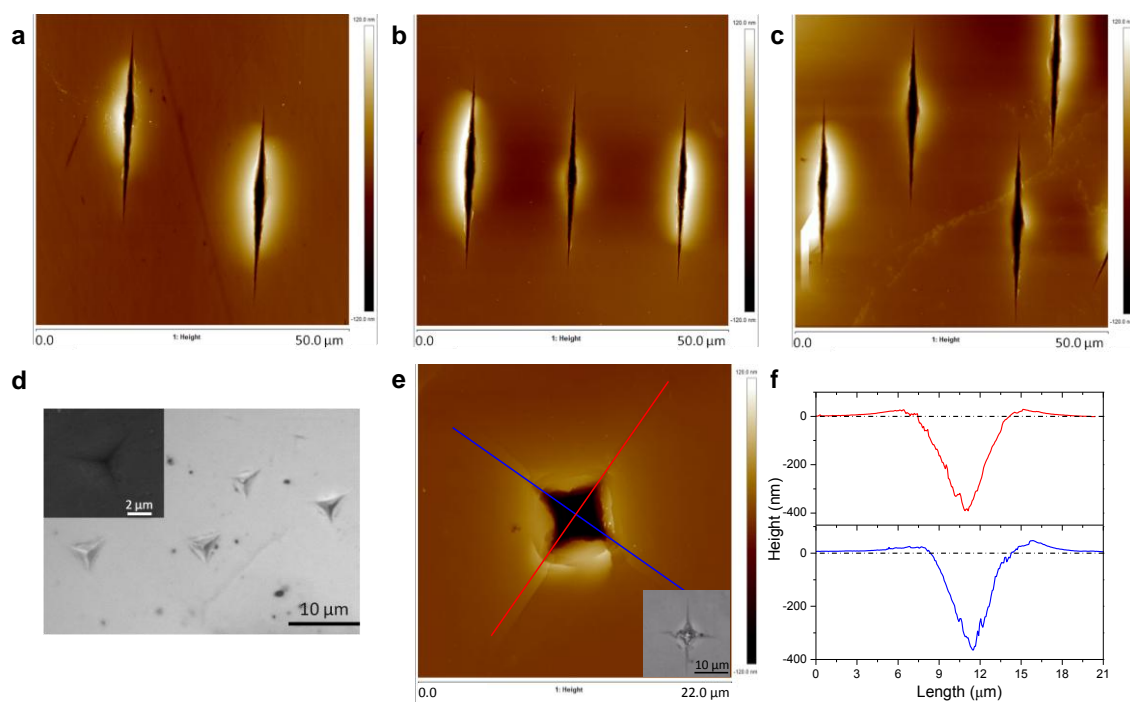 a
120.0 nm
-120.0 nm
0.0
1: Height
50.0 µm
b
120.0 nm
-120.0 nm
0.0
1: Height
50.0 µm
c
120.0 nm
-120.0 nm
0.0
1: Height
50.0 µm
d
2 µm
10 µm
e
120.0 nm
-120.0 nm
10 µm
0.0
1: Height
22.0 µm
f
0
-200
-400
0
-200
-400
Height (nm)
0 3 6 9 12 15 18 21
Length (µm)